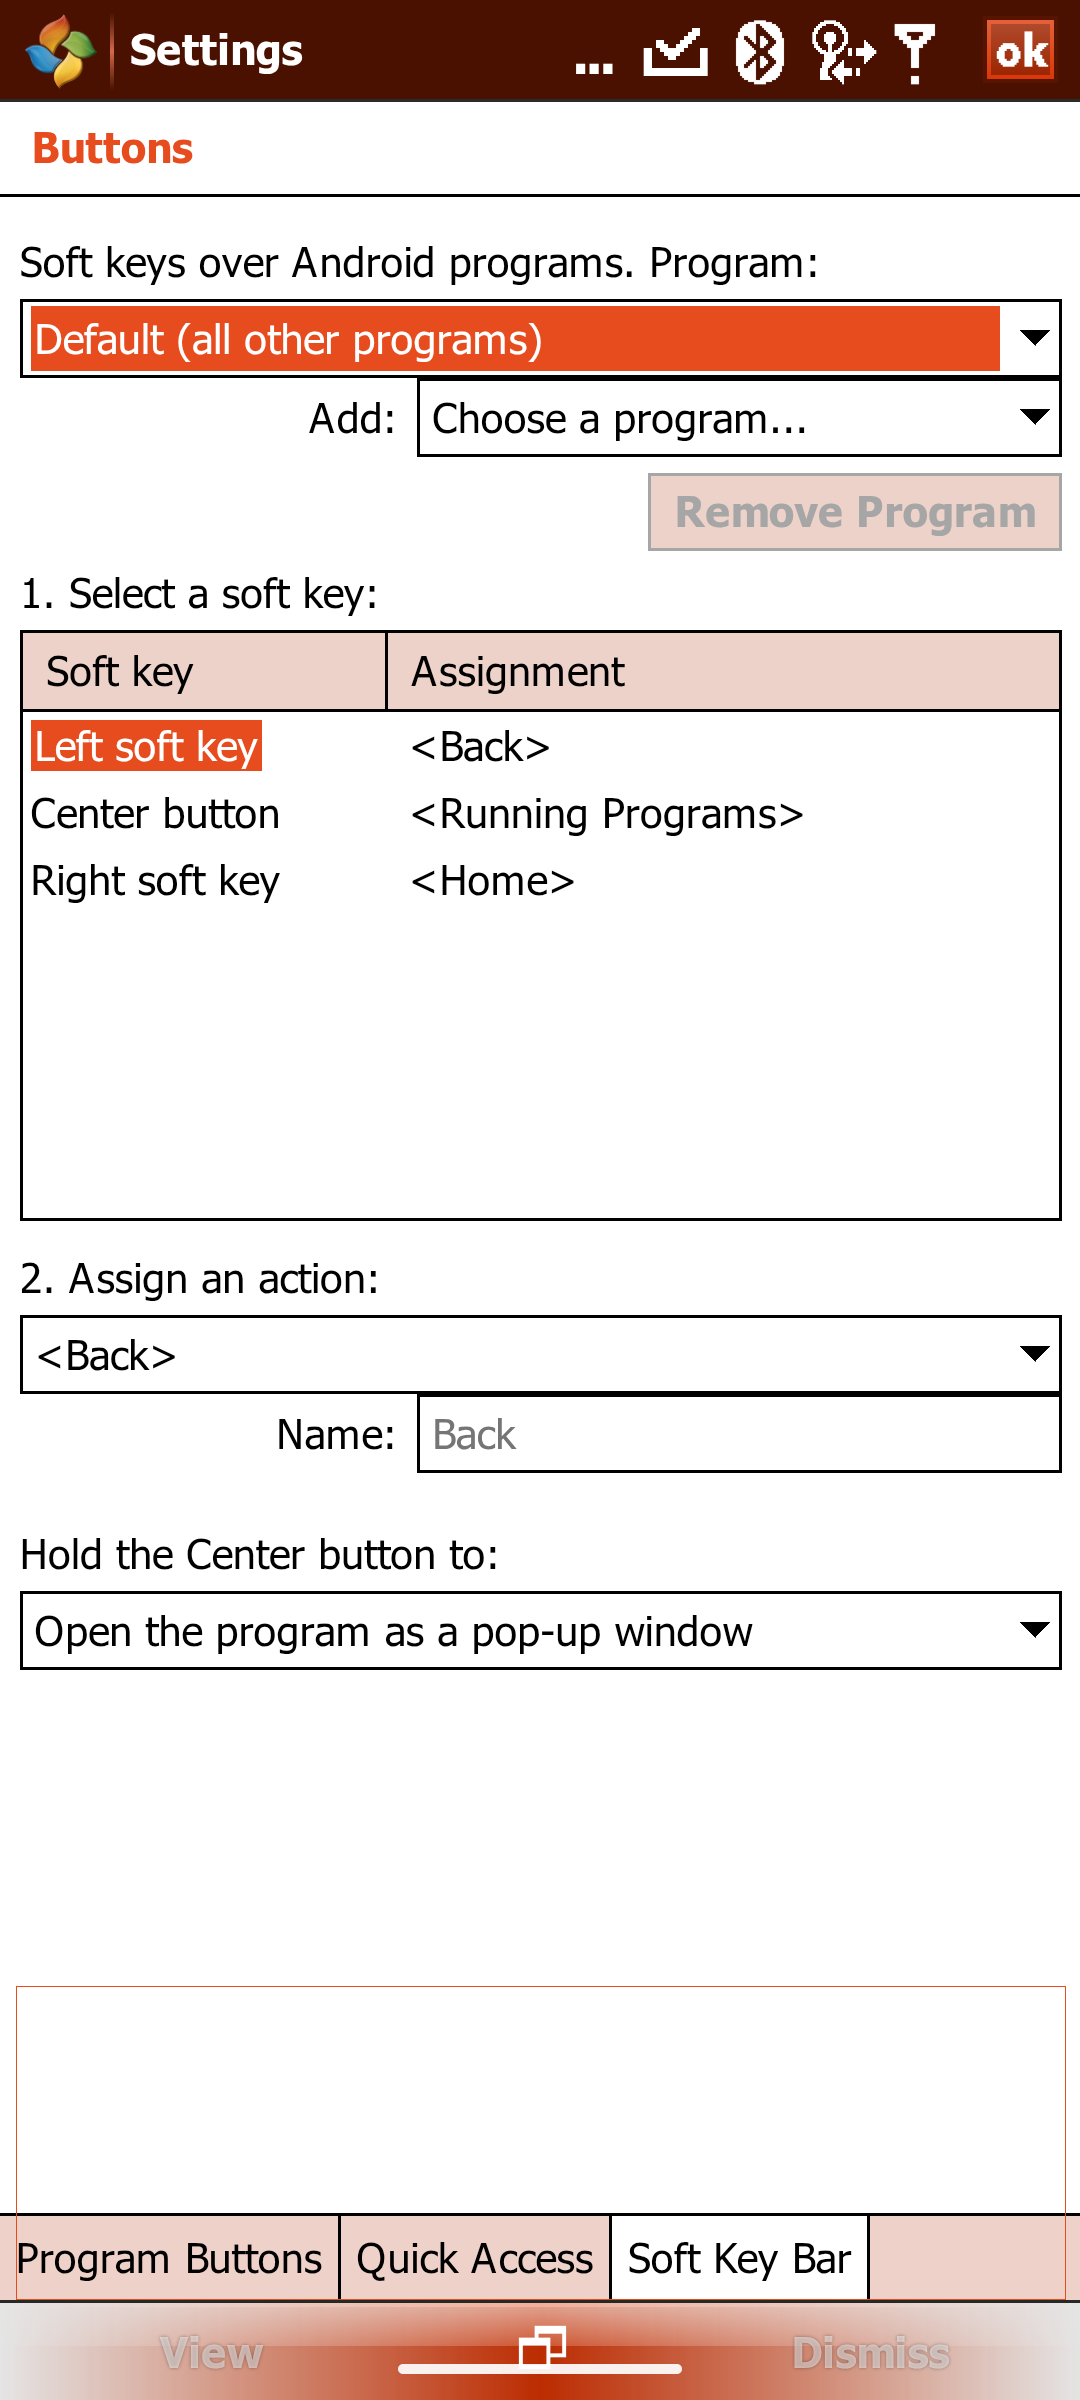 Settings
... ok
Buttons
Soft keys over Android programs. Program:
Default (all other programs)
Add: Choose a program...
Remove Program
1. Select a soft key:
Soft key Assignment
Left soft key <Back>
Center button <Running Programs>
Right soft key <Home>
2. Assign an action:
<Back>
Name: Back
Hold the Center button to:
Open the program as a pop-up window
Program Buttons Quick Access Soft Key Bar
View Dismiss